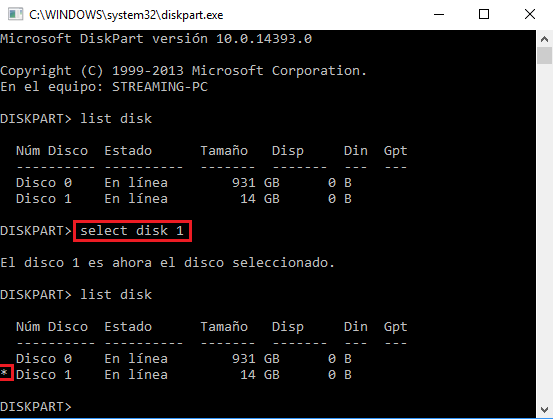 C:\WINDOWS\system32\diskpart.exe
Microsoft DiskPart versión 10.0.14393.0
Copyright (C) 1999-2013 Microsoft Corporation.
En el equipo: STREAMING-PC
DISKPART> list disk
Núm Disco  Estado      Tamaño   Disp     Din  Gpt
---------- ---------- ------- ------- --- ---
Disco 0    En línea      931 GB      0 B
Disco 1    En línea       14 GB      0 B
DISKPART> select disk 1
El disco 1 es ahora el disco seleccionado.
DISKPART> list disk
Núm Disco  Estado      Tamaño   Disp     Din  Gpt
---------- ---------- ------- ------- --- ---
Disco 0    En línea      931 GB      0 B
* Disco 1    En línea       14 GB      0 B
DISKPART>